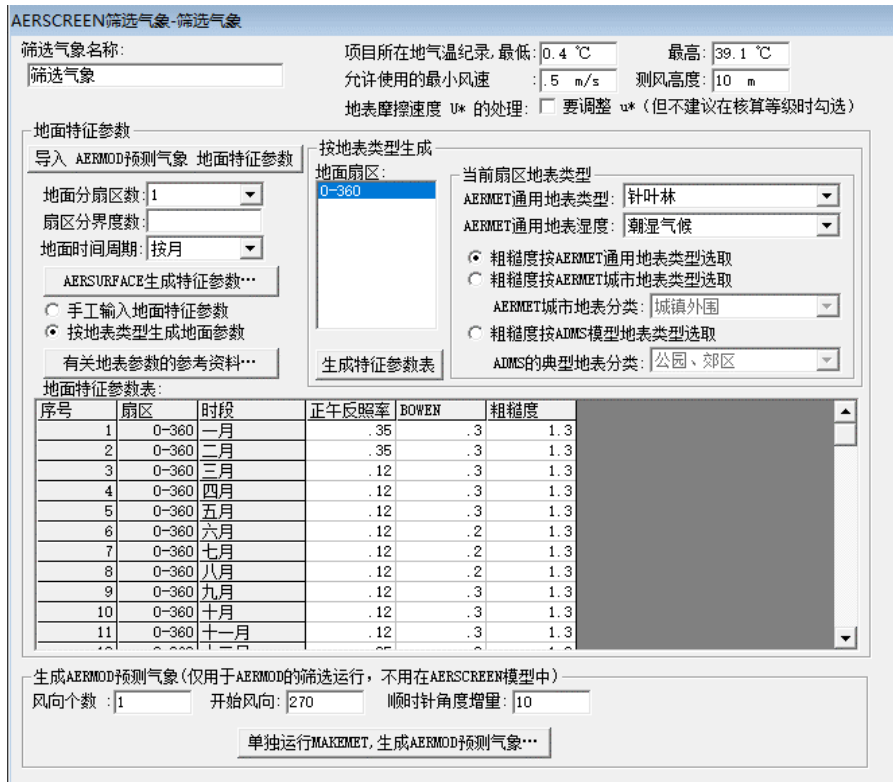 AERSCREEN筛选气象-筛选气象
筛选气象名称:
筛选气象
项目所在地气温纪录,最低: 0.4 ℃ 最高: 39.1 ℃
允许使用的最小风速 : .5 m/s 测风高度: 10 m
地表摩擦速度 U* 的处理: 要调整 u*(但不建议在核算等级时勾选)
地面特征参数
导入 AERMOD预测气象 地面特征参数
地面分扇区数: 1
扇区分界度数:
地面时间周期: 按月
AERSURFACE生成特征参数…
手工输入地面特征参数
按地表类型生成地面参数
有关地表参数的参考资料…
按地表类型生成
地面扇区:
0-360
生成特征参数表
当前扇区地表类型
AERMET通用地表类型: 针叶林
AERMET通用地表湿度: 潮湿气候
粗糙度按AERMET通用地表类型选取
粗糙度按AERMET城市地表类型选取
AERMET城市地表分类: 城镇外围
粗糙度按ADMS模型地表类型选取
ADMS的典型地表分类: 公园、郊区
地面特征参数表:
序号 扇区 时段 正午反照率 BOWEN 粗糙度
1 0-360 一月 .35 .3 1.3
2 0-360 二月 .35 .3 1.3
3 0-360 三月 .12 .3 1.3
4 0-360 四月 .12 .3 1.3
5 0-360 五月 .12 .3 1.3
6 0-360 六月 .12 .2 1.3
7 0-360 七月 .12 .2 1.3
8 0-360 八月 .12 .2 1.3
9 0-360 九月 .12 .3 1.3
10 0-360 十月 .12 .3 1.3
11 0-360 十一月 .12 .3 1.3
生成AERMOD预测气象(仅用于AERMOD的筛选运行,不用在AERSCREEN模型中)
风向个数 : 1 开始风向: 270 顺时针角度增量: 10
单独运行MAKEMET,生成AERMOD预测气象…